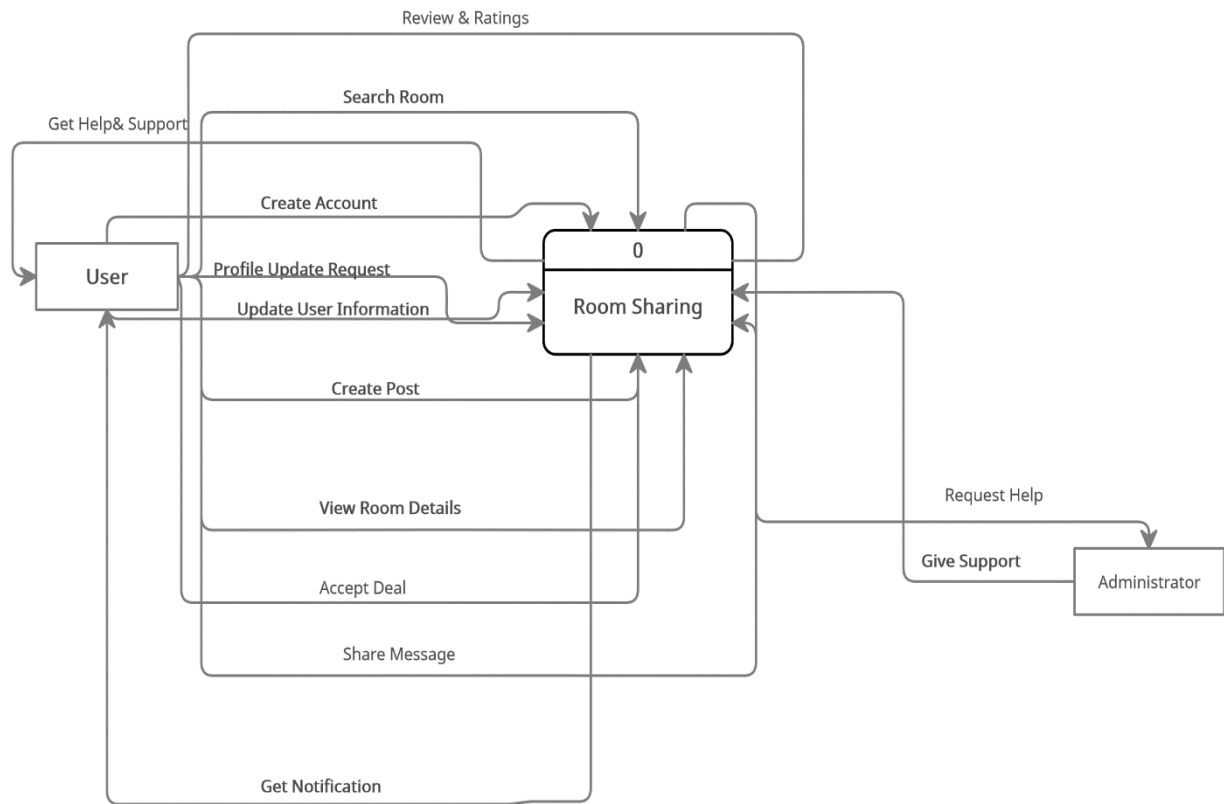 Review & Ratings
Search Room
Get Help& Support
Create Account
0
User
Profile Update Request
Room Sharing
Update User Information
Create Post
Request Help
View Room Details
Give Support
Administrator
Accept Deal
Share Message
Get Notification